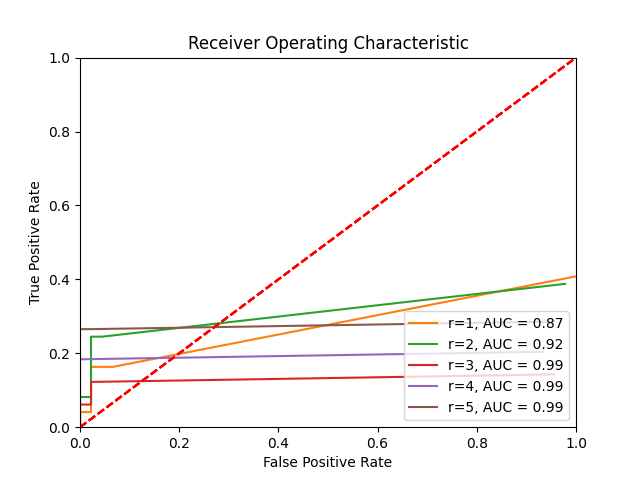 Receiver Operating Characteristic
True Positive Rate
1.0
0.8
0.6
0.4
0.2
0.0
r=1, AUC = 0.87
r=2, AUC = 0.92
r=3, AUC = 0.99
r=4, AUC = 0.99
r=5, AUC = 0.99
0.0 0.2 0.4 0.6 0.8 1.0
False Positive Rate